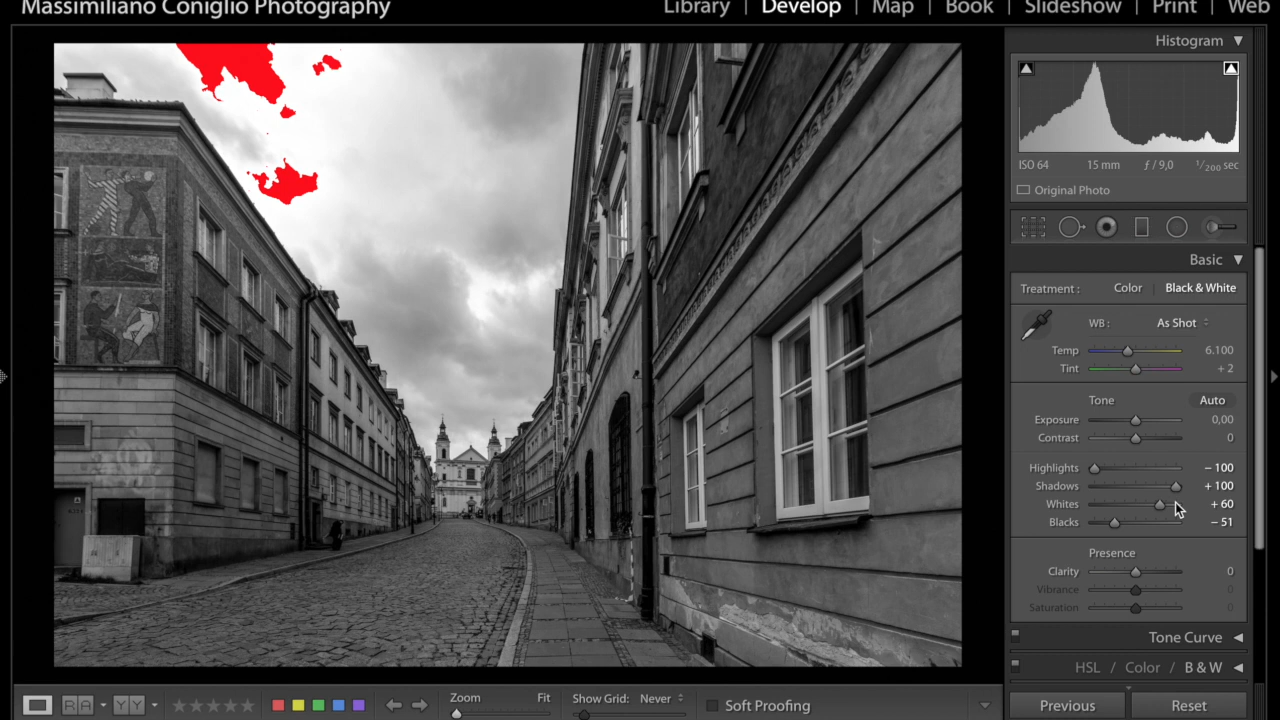 Massimiliano Coniglio Photography
Library | Develop | Map | Book | Slideshow | Print | Web
Histogram
ISO 64 15 mm ƒ / 9,0 1/200 sec
Original Photo
Basic
Treatment : Color | Black & White
WB : As Shot
Temp 6.100
Tint + 2
Tone Auto
Exposure 0,00
Contrast 0
Highlights − 100
Shadows + 100
Whites + 60
Blacks − 51
Presence
Clarity 0
Vibrance 0
Saturation 0
Tone Curve
HSL / Color / B & W
RA YY Zoom Fit Show Grid: Never Soft Proofing
Previous Reset